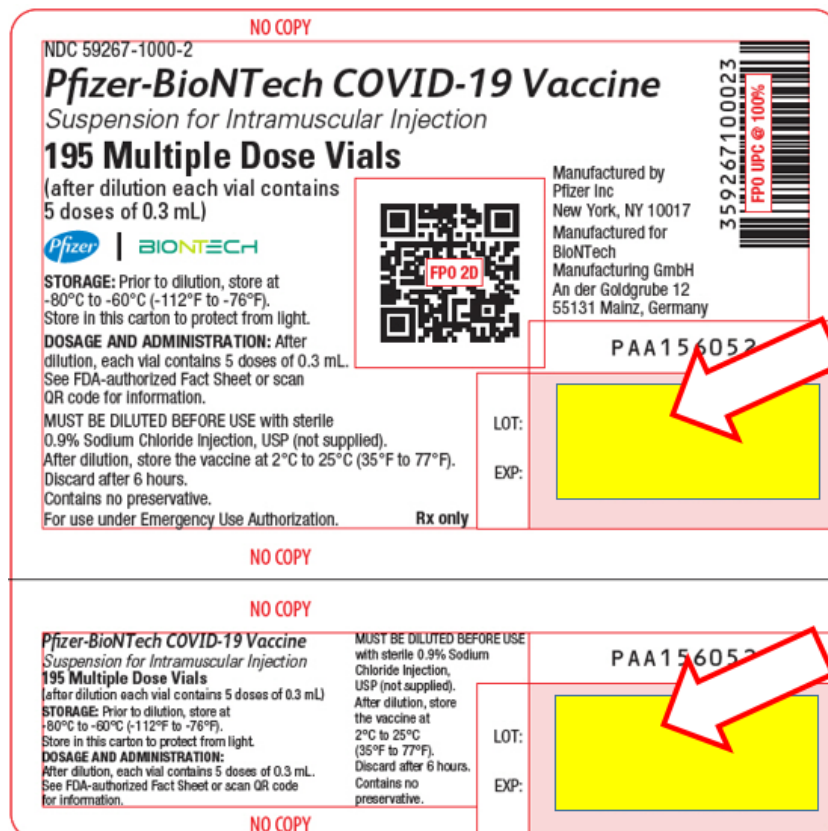 NO COPY
NDC 59267-1000-2
Pfizer-BioNTech COVID-19 Vaccine
Suspension for Intramuscular Injection
195 Multiple Dose Vials
(after dilution each vial contains
5 doses of 0.3 mL)
Pfizer | BIONTECH
STORAGE: Prior to dilution, store at
-80°C to -60°C (-112°F to -76°F).
Store in this carton to protect from light.
DOSAGE AND ADMINISTRATION: After
dilution, each vial contains 5 doses of 0.3 mL.
See FDA-authorized Fact Sheet or scan
QR code for information.
MUST BE DILUTED BEFORE USE with sterile
0.9% Sodium Chloride Injection, USP (not supplied).
After dilution, store the vaccine at 2°C to 25°C (35°F to 77°F).
Discard after 6 hours.
Contains no preservative.
For use under Emergency Use Authorization. Rx only
FPO 2D
Manufactured by
Pfizer Inc
New York, NY 10017
Manufactured for
BioNTech
Manufacturing GmbH
An der Goldgrube 12
55131 Mainz, Germany
359267100023
FPO UPC @ 100%
PAA156052
LOT:
EXP:
NO COPY
NO COPY
Pfizer-BioNTech COVID-19 Vaccine
Suspension for Intramuscular Injection
195 Multiple Dose Vials
(after dilution each vial contains 5 doses of 0.3 mL)
STORAGE: Prior to dilution, store at
-80°C to -60°C (-112°F to -76°F).
Store in this carton to protect from light.
DOSAGE AND ADMINISTRATION:
After dilution, each vial contains 5 doses of 0.3 mL.
See FDA-authorized Fact Sheet or scan QR code
for information.
MUST BE DILUTED BEFORE USE
with sterile 0.9% Sodium
Chloride Injection,
USP (not supplied).
After dilution, store
the vaccine at
2°C to 25°C
(35°F to 77°F).
Discard after 6 hours.
Contains no
preservative.
PAA156052
LOT:
EXP:
NO COPY